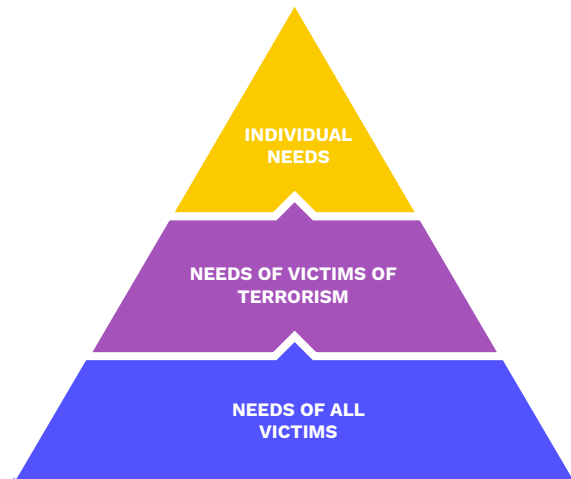 INDIVIDUAL
NEEDS
NEEDS OF VICTIMS OF
TERRORISM
NEEDS OF ALL
VICTIMS